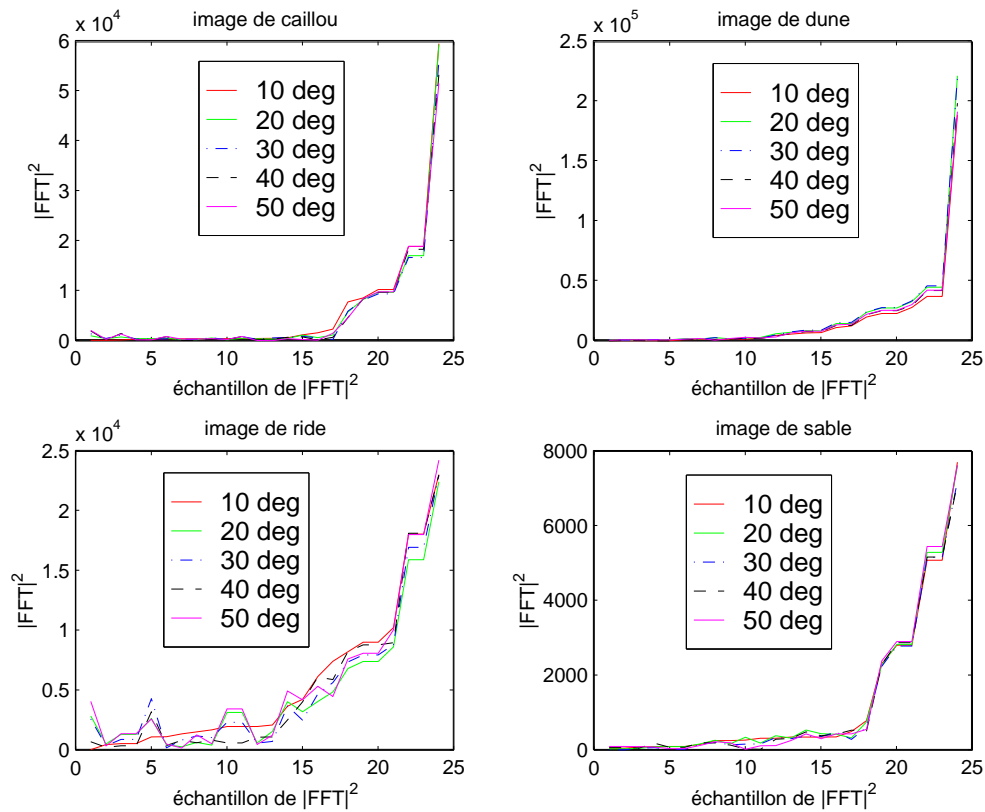 image de caillou
x 10^4
6
5
4
3
2
1
0
0 5 10 15 20 25
|FFT|^2
échantillon de |FFT|^2
10 deg
20 deg
30 deg
40 deg
50 deg
image de dune
x 10^5
2.5
2
1.5
1
0.5
0
0 5 10 15 20 25
|FFT|^2
échantillon de |FFT|^2
10 deg
20 deg
30 deg
40 deg
50 deg
image de ride
x 10^4
2.5
2
1.5
1
0.5
0
0 5 10 15 20 25
|FFT|^2
échantillon de |FFT|^2
10 deg
20 deg
30 deg
40 deg
50 deg
image de sable
8000
6000
4000
2000
0
0 5 10 15 20 25
|FFT|^2
échantillon de |FFT|^2
10 deg
20 deg
30 deg
40 deg
50 deg